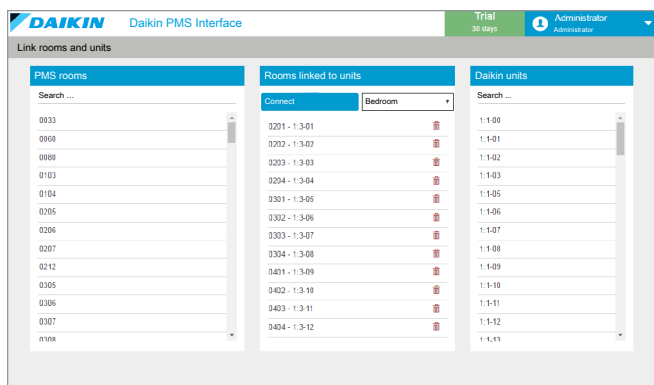 DAIKIN Daikin PMS Interface
Trial
36 days
Administrator
Administrator
Link rooms and units
PMS rooms
Search ...
0033
0060
0080
0103
0104
0205
0206
0207
0212
0305
0306
0307
0308
Rooms linked to units
Connect Bedroom
0201 - 1:3-01
0202 - 1:3-02
0203 - 1:3-03
0204 - 1:3-04
0301 - 1:3-05
0302 - 1:3-06
0303 - 1:3-07
0304 - 1:3-08
0401 - 1:3-09
0402 - 1:3-10
0403 - 1:3-11
0404 - 1:3-12
Daikin units
Search ...
1:1-00
1:1-01
1:1-02
1:1-03
1:1-05
1:1-06
1:1-07
1:1-08
1:1-09
1:1-10
1:1-11
1:1-12
1:1-13